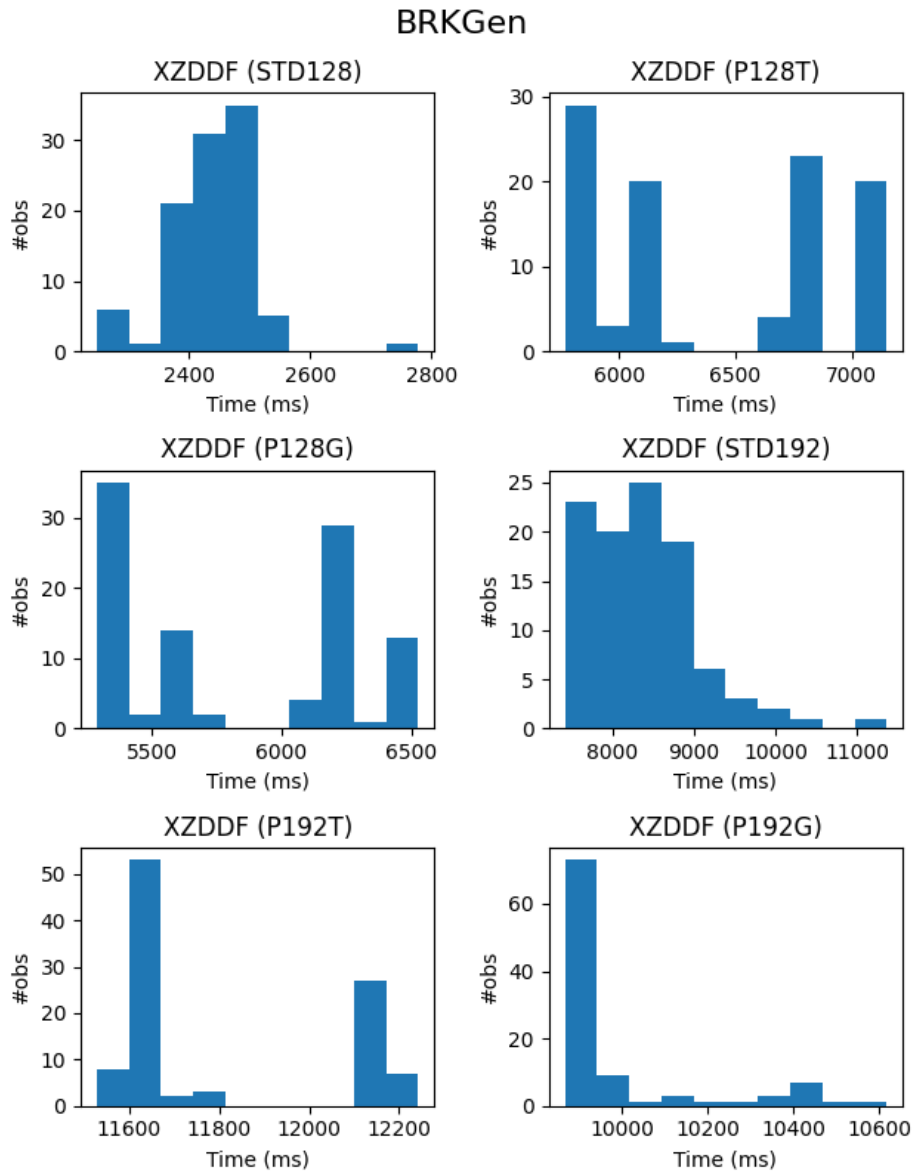 BRKGen
XZDDF (STD128)
#obs
30
20
10
0
2400 2600 2800
Time (ms)
XZDDF (P128T)
#obs
30
20
10
0
6000 6500 7000
Time (ms)
XZDDF (P128G)
#obs
30
20
10
0
5500 6000 6500
Time (ms)
XZDDF (STD192)
#obs
25
20
15
10
5
0
8000 9000 10000 11000
Time (ms)
XZDDF (P192T)
#obs
50
40
30
20
10
0
11600 11800 12000 12200
Time (ms)
XZDDF (P192G)
#obs
60
40
20
0
10000 10200 10400 10600
Time (ms)